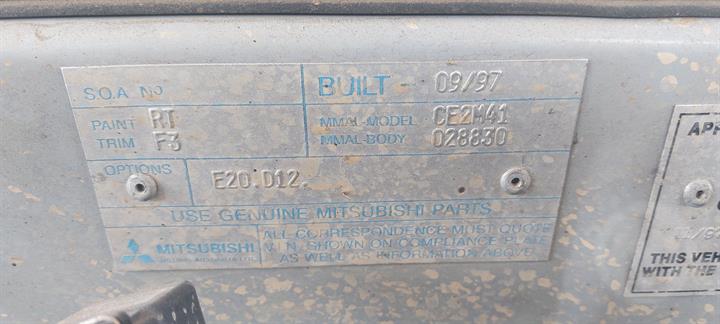 S.O.A No
BUILT 09/97
PAINT RT
TRIM F3
MMAL-MODEL CE2M41
MMAL-BODY 028830
OPTIONS
E20.D12.
USE GENUINE MITSUBISHI PARTS
MITSUBISHI
ALL CORRESPONDENCE MUST QUOTE
V.I.N. SHOWN ON COMPLIANCE PLATE
AS WELL AS INFORMATION ABOVE
APP
THIS VEH
WITH THE